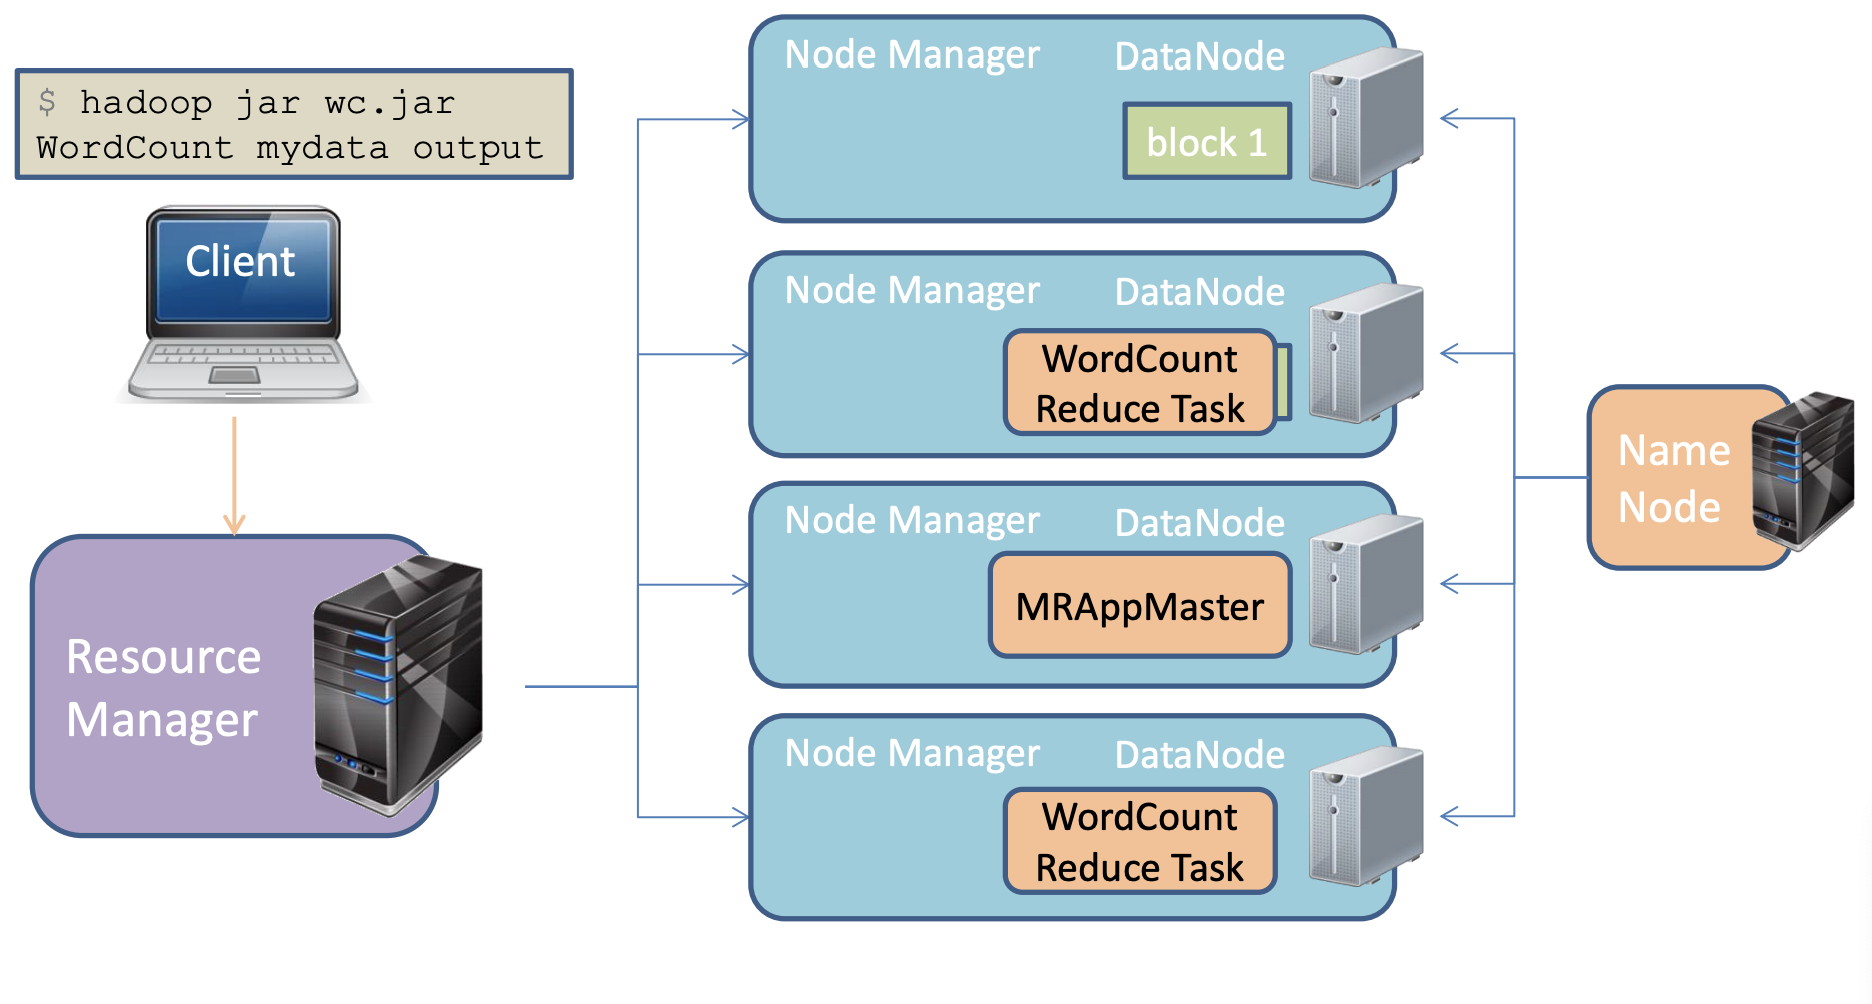 $ hadoop jar wc.jar
WordCount mydata output
Client
Resource
Manager
Node Manager
DataNode
block 1
Node Manager
DataNode
WordCount
Reduce Task
Node Manager
DataNode
MRAppMaster
Node Manager
DataNode
WordCount
Reduce Task
Name
Node